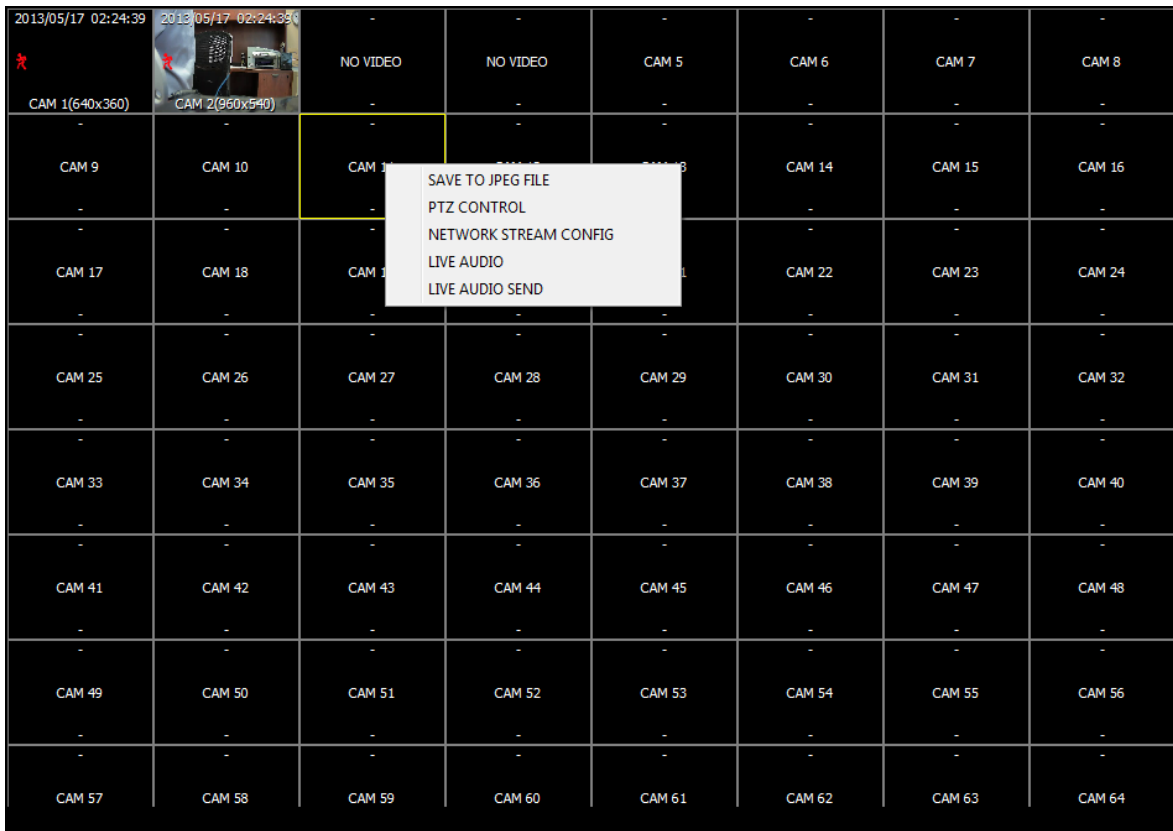 2013/05/17 02:24:39 2013/05/17 02:24:39 - - - - - -
NO VIDEO NO VIDEO CAM 5 CAM 6 CAM 7 CAM 8
CAM 1(640x360) CAM 2(960x540) - - - - - -
- - - - - - - -
CAM 9 CAM 10 CAM CAM 14 CAM 15 CAM 16
- - - - - -
SAVE TO JPEG FILE
PTZ CONTROL
NETWORK STREAM CONFIG
LIVE AUDIO
LIVE AUDIO SEND
- - - - - -
CAM 17 CAM 18 CAM CAM 22 CAM 23 CAM 24
- - - - - - - -
- - - - - - - -
CAM 25 CAM 26 CAM 27 CAM 28 CAM 29 CAM 30 CAM 31 CAM 32
- - - - - - - -
- - - - - - - -
CAM 33 CAM 34 CAM 35 CAM 36 CAM 37 CAM 38 CAM 39 CAM 40
- - - - - - - -
- - - - - - - -
CAM 41 CAM 42 CAM 43 CAM 44 CAM 45 CAM 46 CAM 47 CAM 48
- - - - - - - -
- - - - - - - -
CAM 49 CAM 50 CAM 51 CAM 52 CAM 53 CAM 54 CAM 55 CAM 56
- - - - - - - -
- - - - - - - -
CAM 57 CAM 58 CAM 59 CAM 60 CAM 61 CAM 62 CAM 63 CAM 64